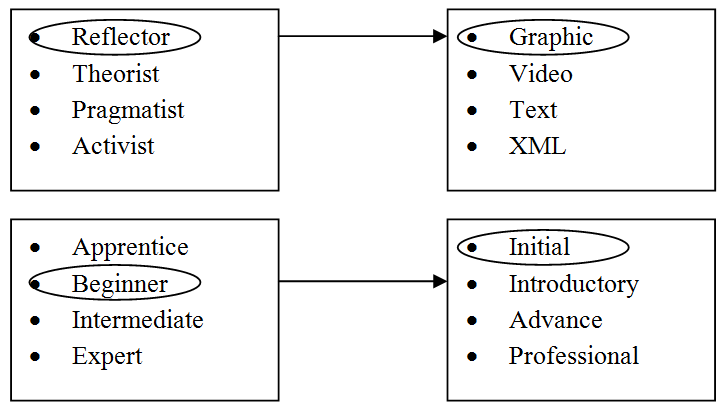 • Reflector
• Theorist
• Pragmatist
• Activist
• Graphic
• Video
• Text
• XML
• Apprentice
• Beginner
• Intermediate
• Expert
• Initial
• Introductory
• Advance
• Professional